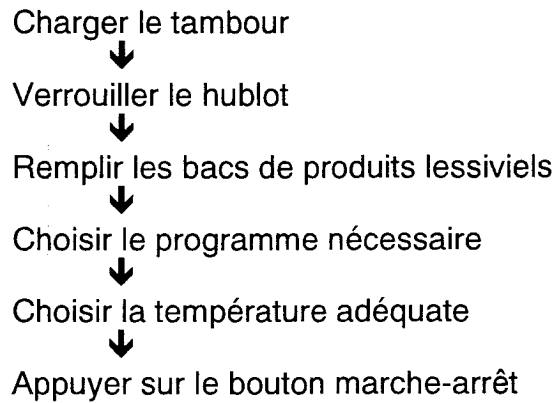 Charger le tambour
Verrouiller le hublot
Remplir les bacs de produits lessiviels
Choisir le programme nécessaire
Choisir la température adéquate
Appuyer sur le bouton marche-arrêt